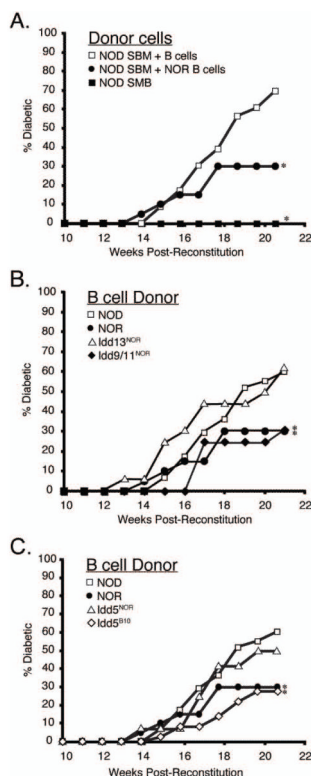 A.
Donor cells
NOD SBM + B cells
NOD SBM + NOR B cells
NOD SMB
% Diabetic
100
90
80
70
60
50
40
30
20
10
0
*
*
10 12 14 16 18 20 22
Weeks Post-Reconstitution
B.
B cell Donor
NOD
NOR
Idd13NOR
Idd9/11NOR
% Diabetic
100
90
80
70
60
50
40
30
20
10
0
*
*
10 12 14 16 18 20 22
Weeks Post-Reconstitution
C.
B cell Donor
NOD
NOR
Idd5NOR
Idd5B10
% Diabetic
100
90
80
70
60
50
40
30
20
10
0
*
*
10 12 14 16 18 20 22
Weeks Post-Reconstitution